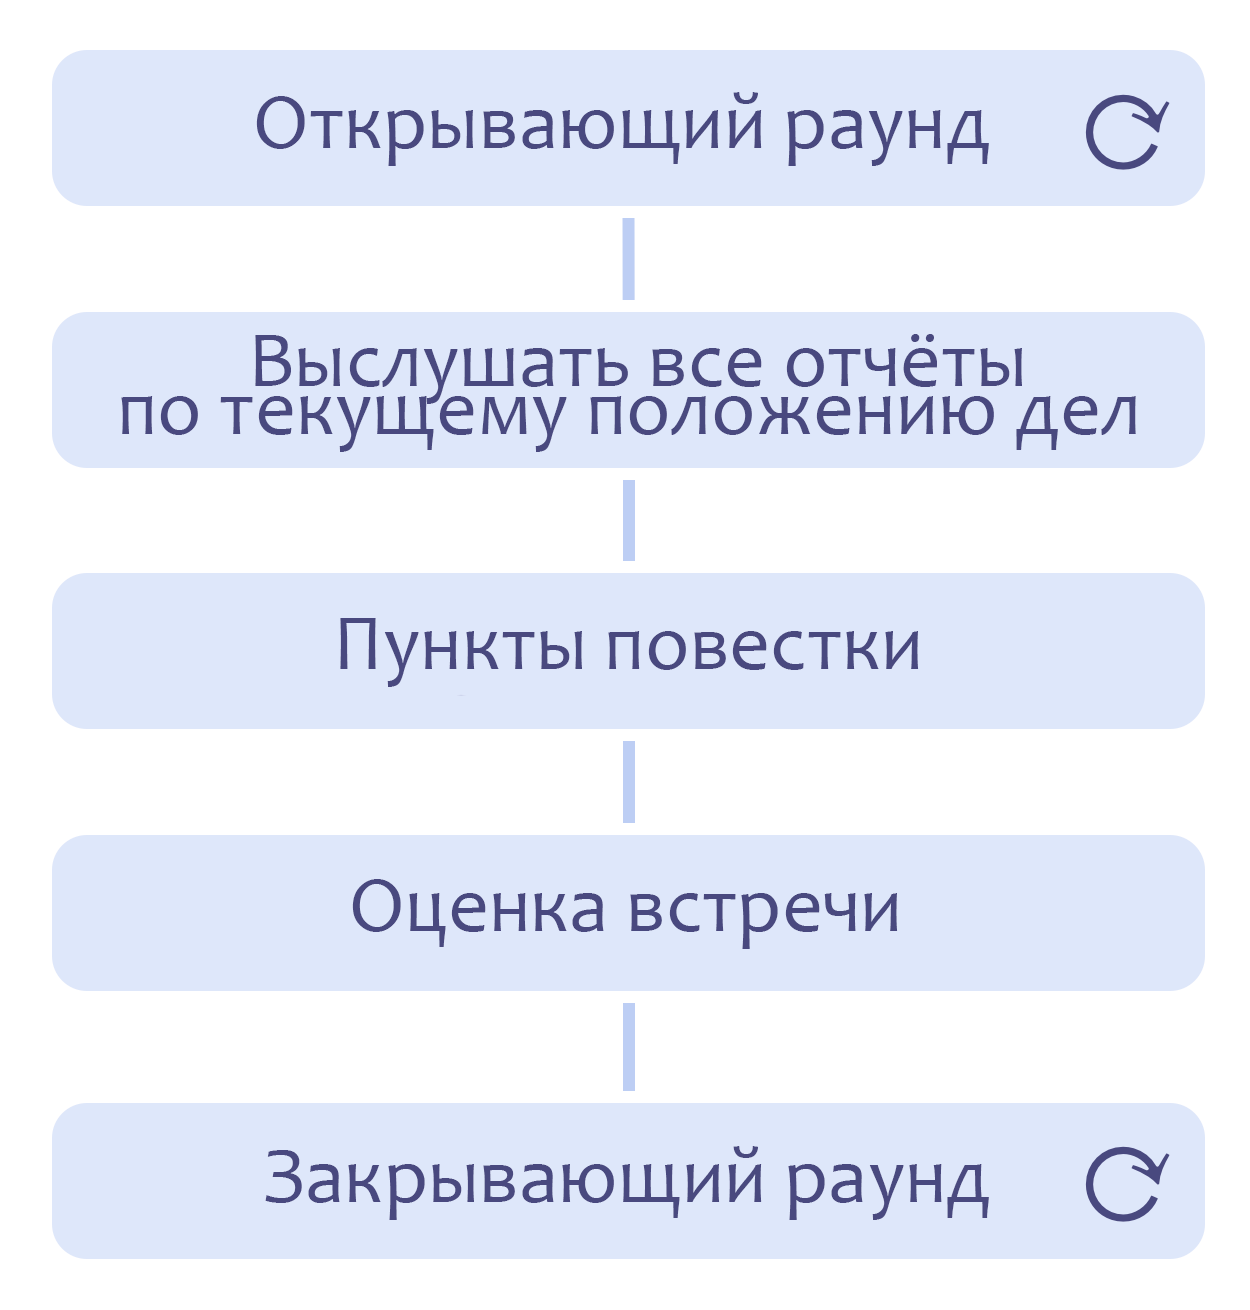 Открывающий раунд
Выслушать все отчёты
по текущему положению дел
Пункты повестки
Оценка встречи
Закрывающий раунд